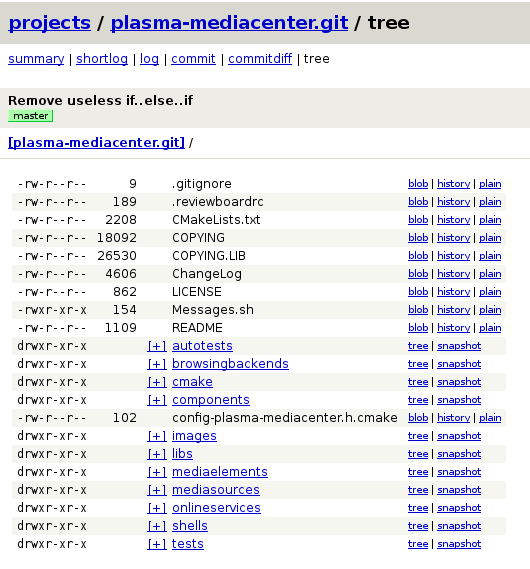 projects / plasma-mediacenter.git / tree
summary | shortlog | log | commit | commitdiff | tree
Remove useless if..else..if
master
[plasma-mediacenter.git] /
-rw-r--r-- 9 .gitignore blob | history | plain
-rw-r--r-- 189 .reviewboardrc blob | history | plain
-rw-r--r-- 2208 CMakeLists.txt blob | history | plain
-rw-r--r-- 18092 COPYING blob | history | plain
-rw-r--r-- 26530 COPYING.LIB blob | history | plain
-rw-r--r-- 4606 ChangeLog blob | history | plain
-rw-r--r-- 862 LICENSE blob | history | plain
-rwxr-xr-x 154 Messages.sh blob | history | plain
-rw-r--r-- 1109 README blob | history | plain
drwxr-xr-x [+] autotests tree | snapshot
drwxr-xr-x [+] browsingbackends tree | snapshot
drwxr-xr-x [+] cmake tree | snapshot
drwxr-xr-x [+] components tree | snapshot
-rw-r--r-- 102 config-plasma-mediacenter.h.cmake blob | history | plain
drwxr-xr-x [+] images tree | snapshot
drwxr-xr-x [+] libs tree | snapshot
drwxr-xr-x [+] mediaelements tree | snapshot
drwxr-xr-x [+] mediasources tree | snapshot
drwxr-xr-x [+] onlineservices tree | snapshot
drwxr-xr-x [+] shells tree | snapshot
drwxr-xr-x [+] tests tree | snapshot